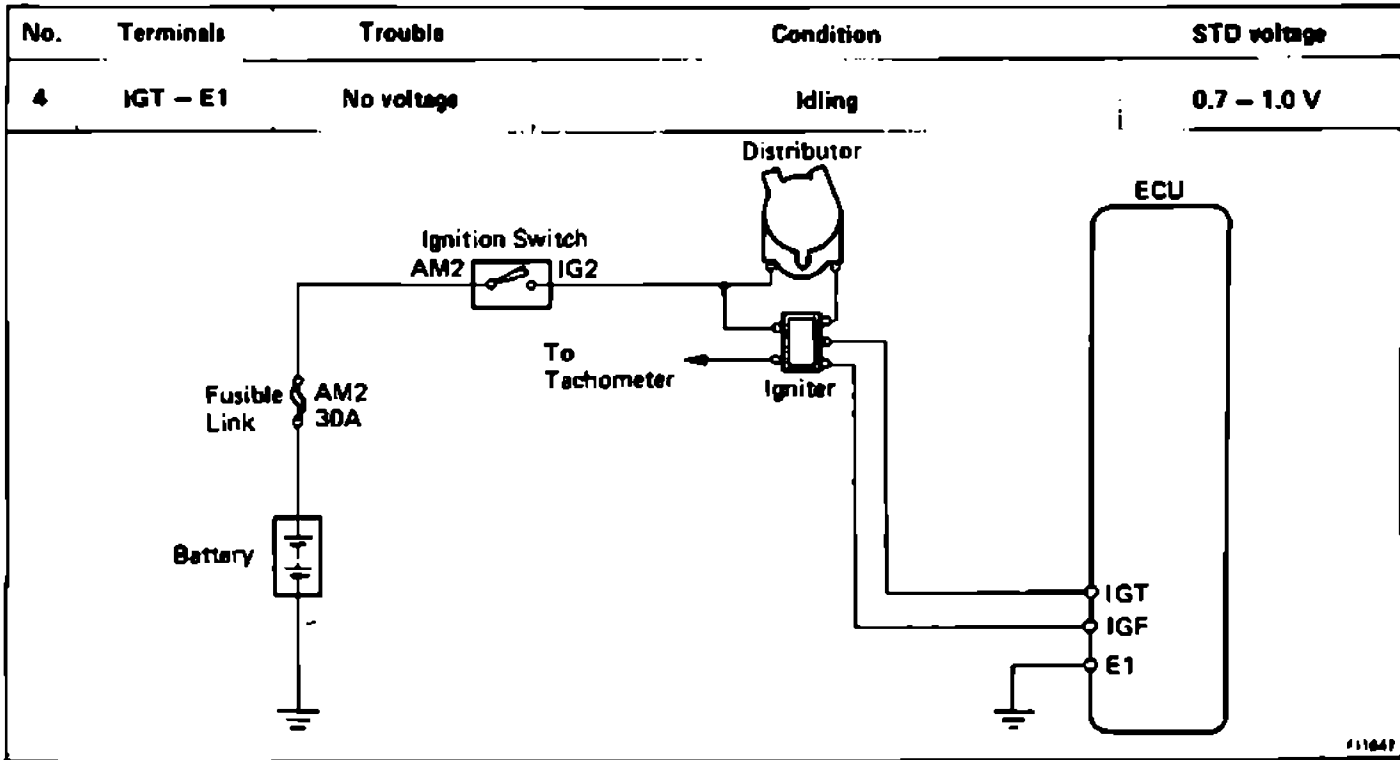 No. Terminals Trouble Condition STD voltage
4 IGT – E1 No voltage Idling 0.7 – 1.0 V
Distributor
ECU
Ignition Switch
AM2 IG2
To
Tachometer
Igniter
Fusible
Link
AM2
30A
Battery
IGT
IGF
E1